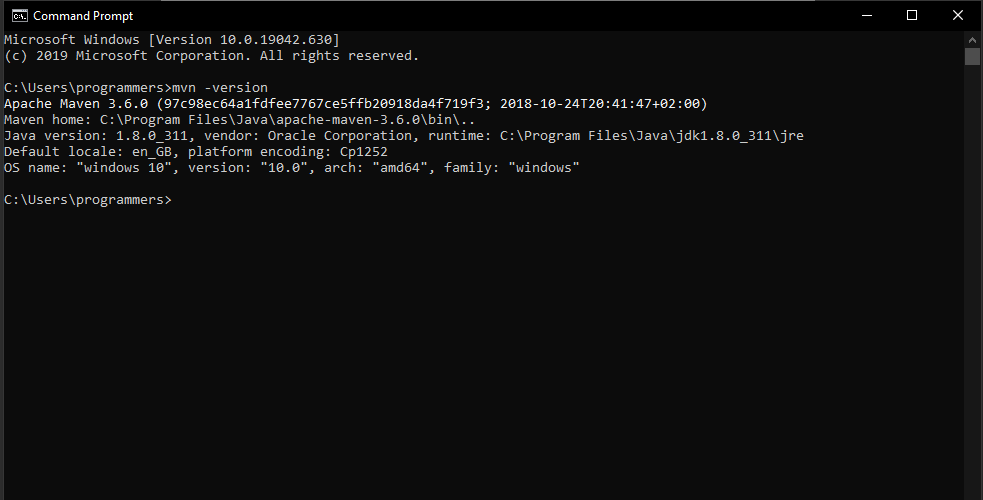 Command Prompt
Microsoft Windows [Version 10.0.19042.630]
(c) 2019 Microsoft Corporation. All rights reserved.
C:\Users\programmers>mvn -version
Apache Maven 3.6.0 (97c98ec64a1fdfee7767ce5ffb20918da4f719f3; 2018-10-24T20:41:47+02:00)
Maven home: C:\Program Files\Java\apache-maven-3.6.0\bin\..
Java version: 1.8.0_311, vendor: Oracle Corporation, runtime: C:\Program Files\Java\jdk1.8.0_311\jre
Default locale: en_GB, platform encoding: Cp1252
OS name: "windows 10", version: "10.0", arch: "amd64", family: "windows"
C:\Users\programmers>